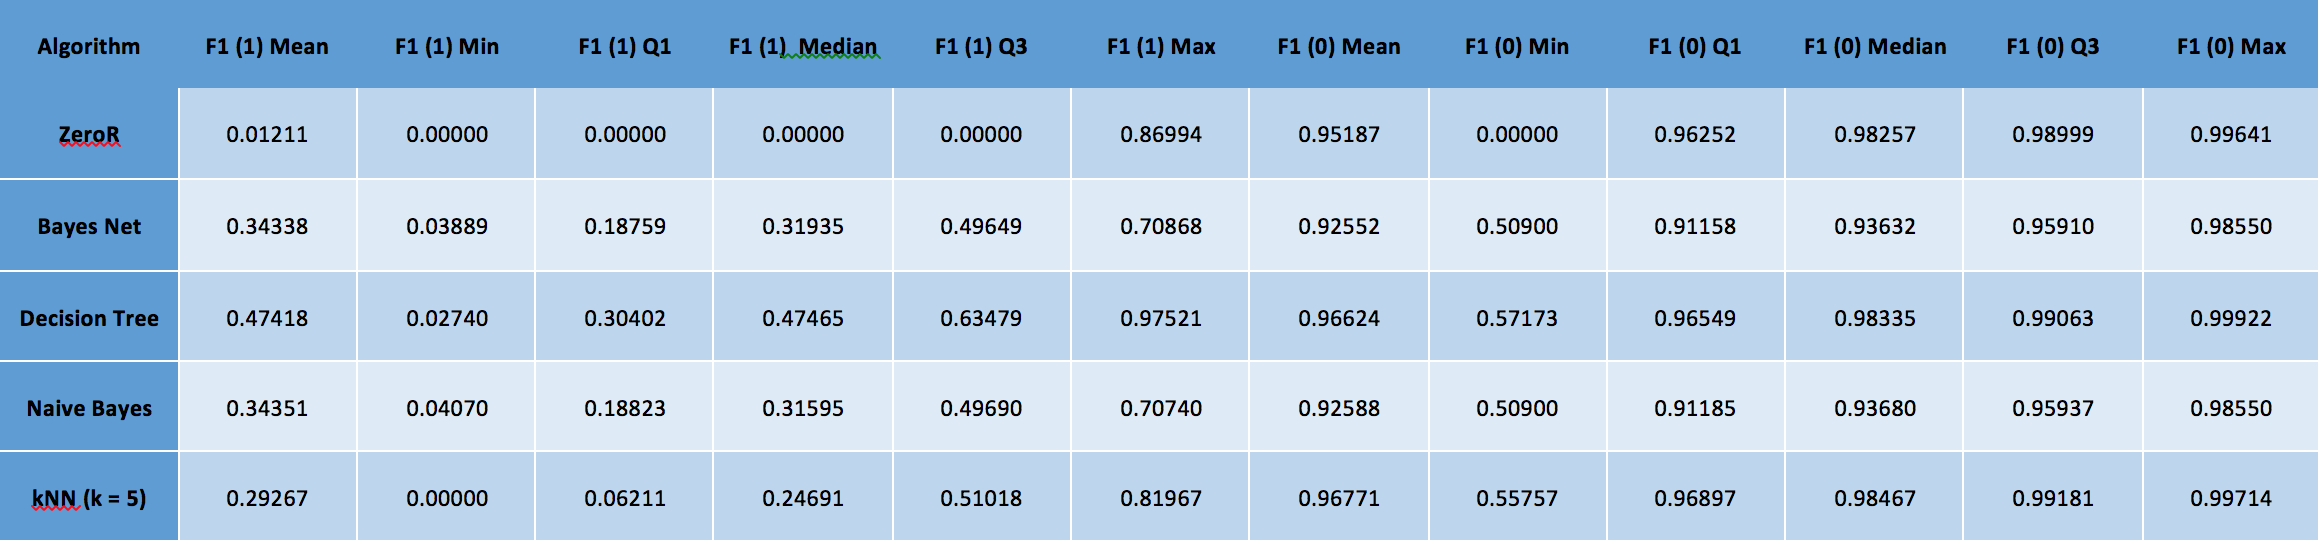 Algorithm F1 (1) Mean F1 (1) Min F1 (1) Q1 F1 (1) Median F1 (1) Q3 F1 (1) Max F1 (0) Mean F1 (0) Min F1 (0) Q1 F1 (0) Median F1 (0) Q3 F1 (0) Max
ZeroR 0.01211 0.00000 0.00000 0.00000 0.00000 0.86994 0.95187 0.00000 0.96252 0.98257 0.98999 0.99641
Bayes Net 0.34338 0.03889 0.18759 0.31935 0.49649 0.70868 0.92552 0.50900 0.91158 0.93632 0.95910 0.98550
Decision Tree 0.47418 0.02740 0.30402 0.47465 0.63479 0.97521 0.96624 0.57173 0.96549 0.98335 0.99063 0.99922
Naive Bayes 0.34351 0.04070 0.18823 0.31595 0.49690 0.70740 0.92588 0.50900 0.91185 0.93680 0.95937 0.98550
kNN (k = 5) 0.29267 0.00000 0.06211 0.24691 0.51018 0.81967 0.96771 0.55757 0.96897 0.98467 0.99181 0.99714